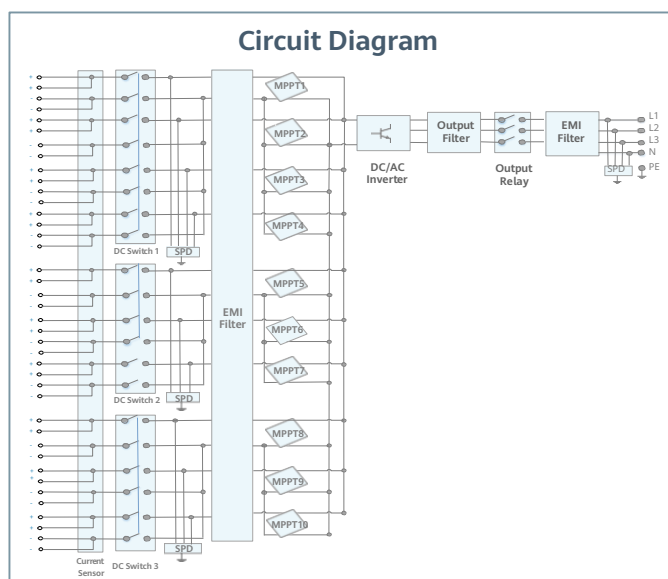 Circuit Diagram
+
+
-
-
+
+
-
-
+
+
-
-
+
+
-
-
DC Switch 1
SPD
MPPT1
MPPT2
MPPT3
MPPT4
+
+
-
-
+
+
-
-
+
+
-
-
DC Switch 2
SPD
EMI
Filter
MPPT5
MPPT6
MPPT7
+
+
-
-
+
+
-
-
+
+
-
-
Current
Sensor
DC Switch 3
SPD
MPPT8
MPPT9
MPPT10
DC/AC
Inverter
Output
Filter
Output
Relay
EMI
Filter
L1
L2
L3
N
PE
SPD